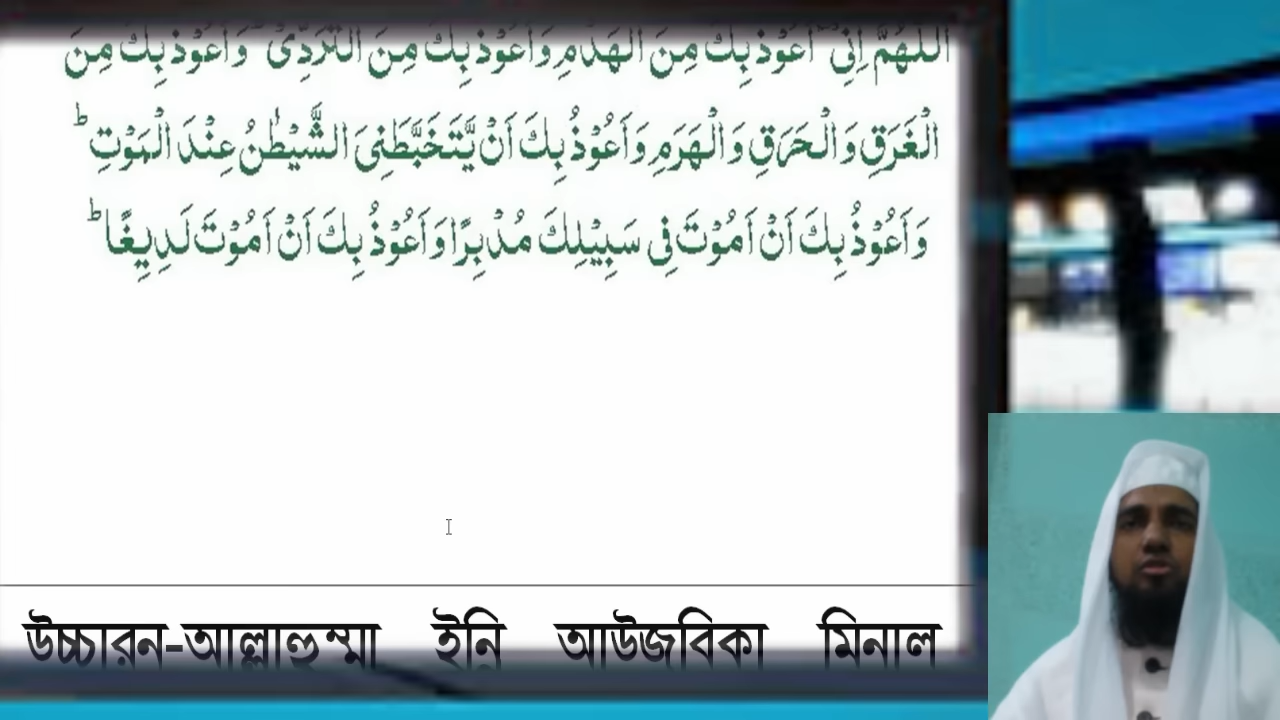 اَللّٰهُمَّ اِنِّیْ اَعُوْذُ بِكَ مِنَ الْهَدْمِ وَاَعُوْذُ بِكَ مِنَ التَّرَدِّیْ وَاَعُوْذُ بِكَ مِنَ
الْغَرَقِ وَالْحَرَقِ وَالْهَرَمِ وَاَعُوْذُ بِكَ اَنْ یَّتَخَبَّطَنِیَ الشَّیْطٰنُ عِنْدَ الْمَوْتِ ؕ
وَاَعُوْذُ بِكَ اَنْ اَمُوْتَ فِی سَبِیْلِكَ مُدْبِرًا وَاَعُوْذُ بِكَ اَنْ اَمُوْتَ لَدِیْغًا ؕ
উচ্চারন-আল্লাহুম্মা ইনি আউজবিকা মিনাল